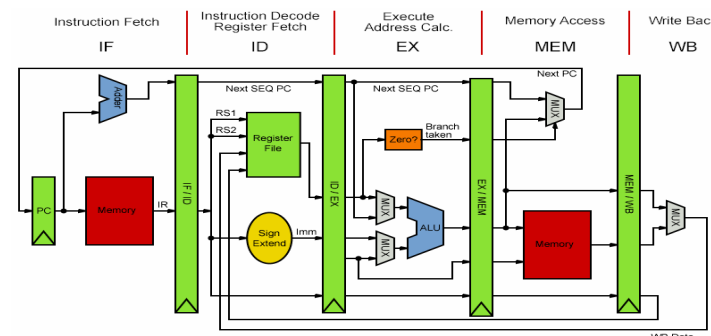 Instruction Fetch
IF
Instruction Decode
Register Fetch
ID
Execute
Address Calc.
EX
Memory Access
MEM
Write Bac
WB
Next PC
Next SEQ PC
Next SEQ PC
Adder
MUX
RS1
RS2
Register
File
Branch
taken
Zero?
IF / ID
ID / EX
EX / MEM
MEM / WB
PC
Memory
IR
MUX
ALU
MUX
Sign
Extend
Imm
Memory
MUX
WB Data